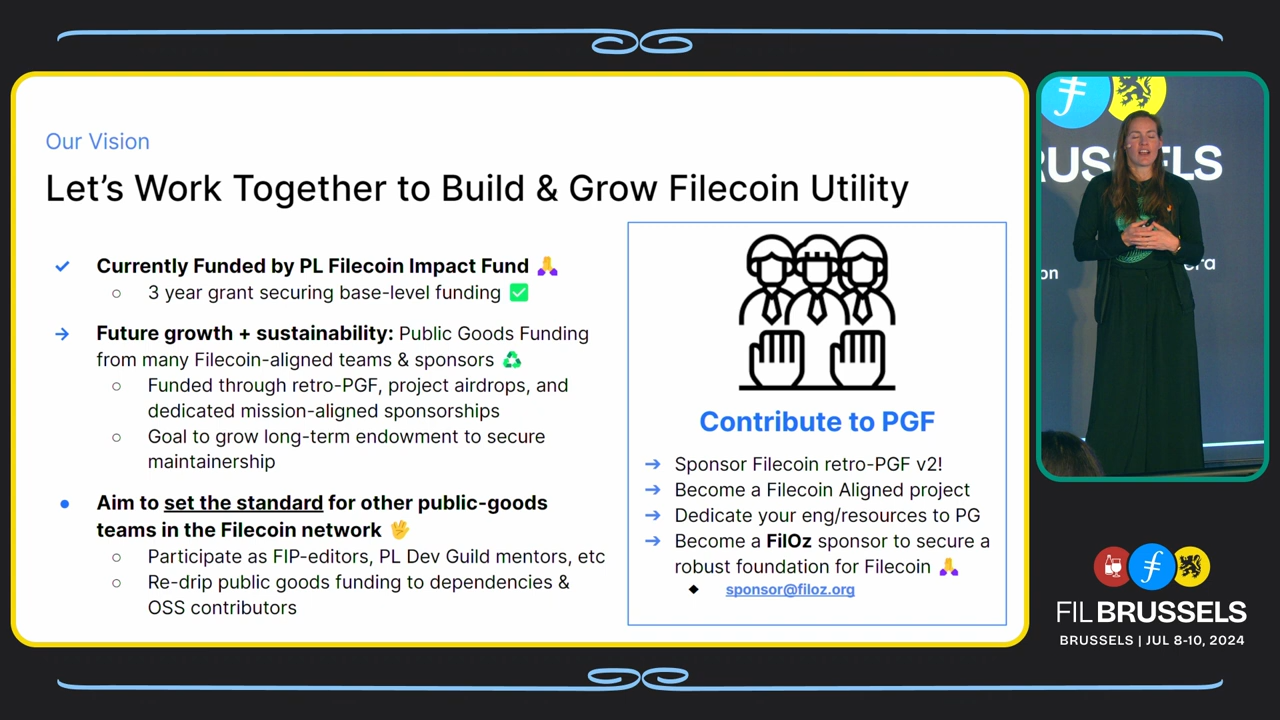 Our Vision
Let's Work Together to Build & Grow Filecoin Utility
Currently Funded by PL Filecoin Impact Fund 🙏
3 year grant securing base-level funding ✅
Future growth + sustainability: Public Goods Funding
from many Filecoin-aligned teams & sponsors ♻️
Funded through retro-PGF, project airdrops, and
dedicated mission-aligned sponsorships
Goal to grow long-term endowment to secure
maintainership
Aim to set the standard for other public-goods
teams in the Filecoin network 🖖
Participate as FIP-editors, PL Dev Guild mentors, etc
Re-drip public goods funding to dependencies &
OSS contributors
Contribute to PGF
Sponsor Filecoin retro-PGF v2!
Become a Filecoin Aligned project
Dedicate your eng/resources to PG
Become a FilOz sponsor to secure a
robust foundation for Filecoin 🙏
sponsor@filoz.org
FIL BRUSSELS
BRUSSELS | JUL 8-10, 2024